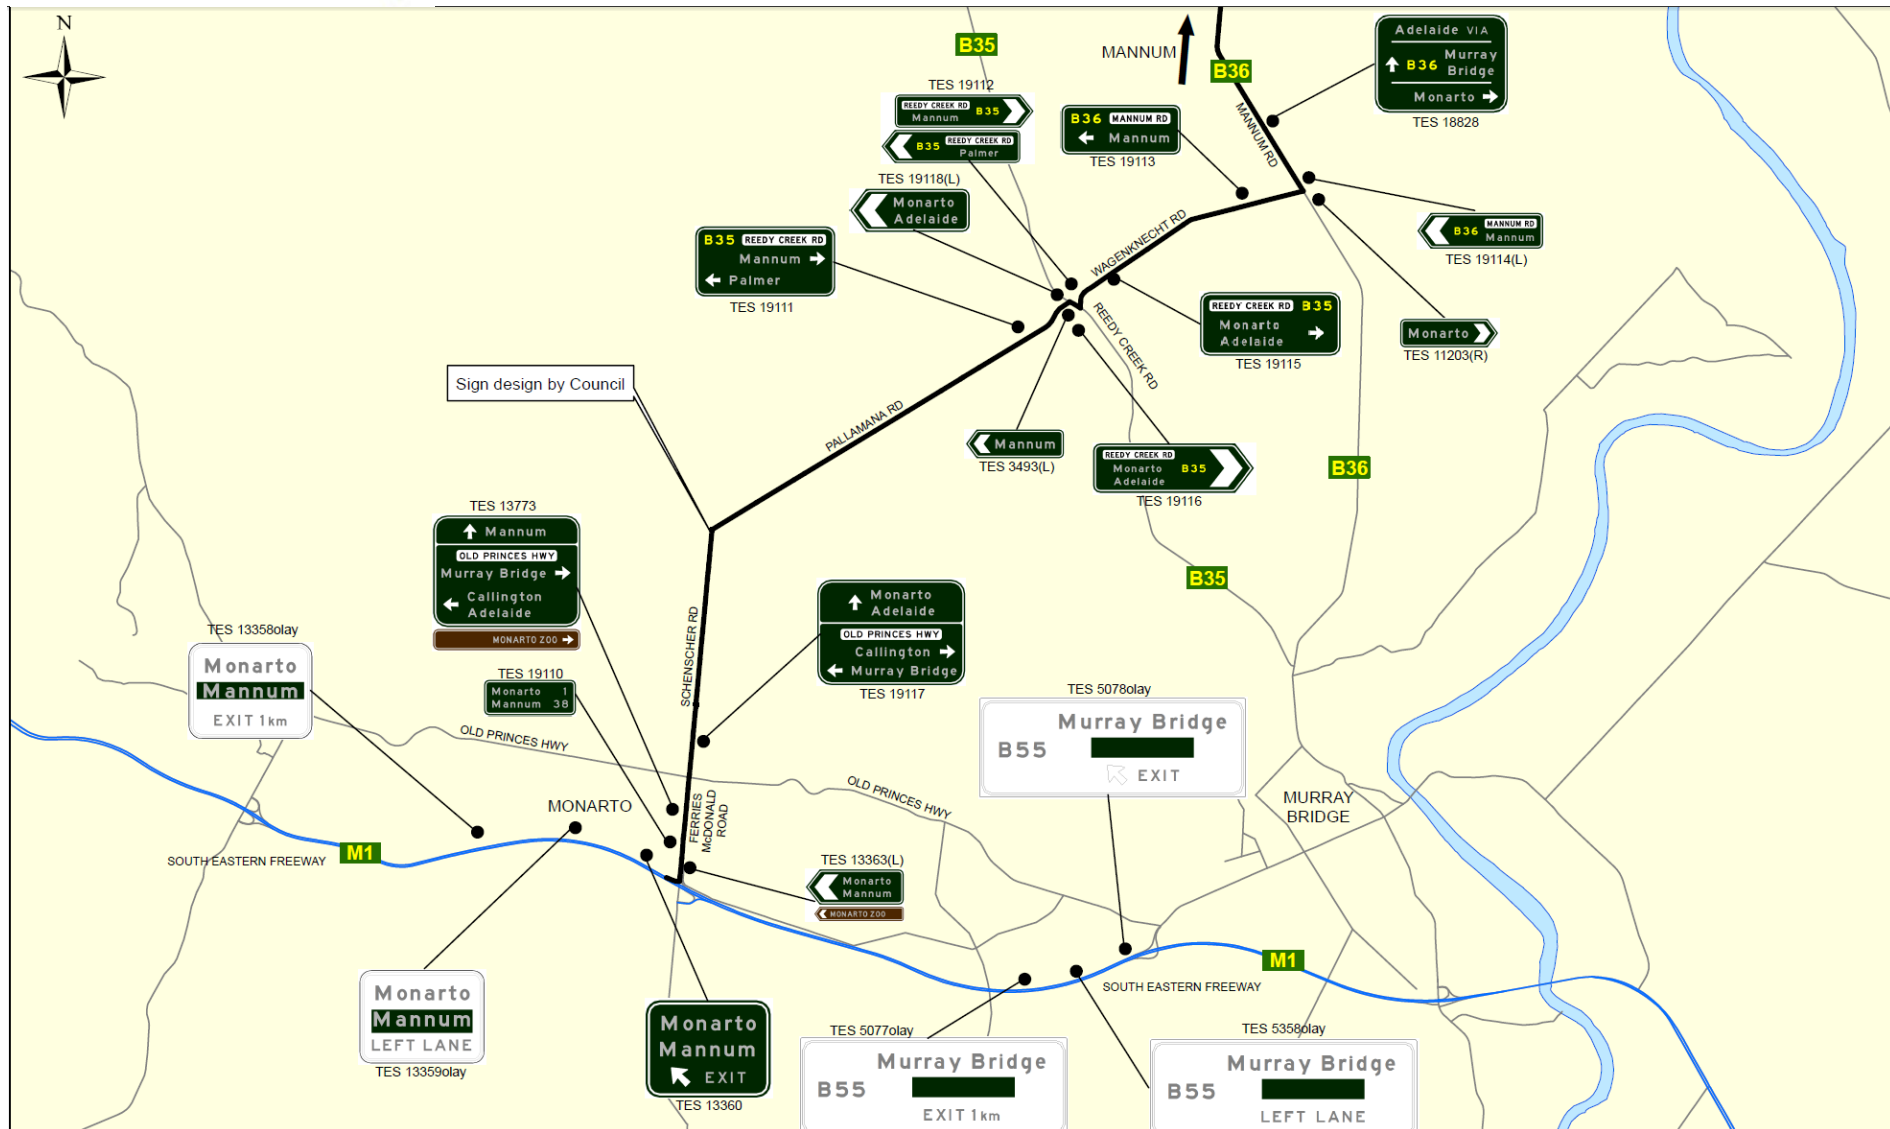 N
B35
MANNUM
B36
MANNUM RD
Adelaide VIA
B36 Murray
Bridge
Monarto
TES 18828
TES 19112
REEDY CREEK RD
Mannum B35
B35 REEDY CREEK RD
Palmer
B36 MANNUM RD
Mannum
TES 19113
TES 19118(L)
Monarto
Adelaide
B35 REEDY CREEK RD
Mannum
Palmer
TES 19111
WAGENKNECHT RD
B36 MANNUM RD
Mannum
TES 19114(L)
REEDY CREEK RD B35
Monarto
Adelaide
TES 19115
Monarto
TES 11203(R)
REEDY CREEK RD
Sign design by Council
PALLAMANA RD
Mannum
TES 3493(L)
REEDY CREEK RD
Monarto B35
Adelaide
TES 19116
B36
B35
TES 13773
Mannum
OLD PRINCES HWY
Murray Bridge
Callington
Adelaide
MONARTO ZOO
SCHENSCHER RD
Monarto
Adelaide
OLD PRINCES HWY
Callington
Murray Bridge
TES 19117
TES 13358olay
Monarto
Mannum
EXIT 1km
TES 19110
Monarto 1
Mannum 38
OLD PRINCES HWY
TES 5078olay
Murray Bridge
B55
EXIT
OLD PRINCES HWY
MONARTO
FERRIES
McDONALD
ROAD
MURRAY
BRIDGE
SOUTH EASTERN FREEWAY
M1
TES 13363(L)
Monarto
Mannum
MONARTO ZOO
M1
SOUTH EASTERN FREEWAY
Monarto
Mannum
LEFT LANE
TES 13359olay
Monarto
Mannum
EXIT
TES 13360
TES 5077olay
Murray Bridge
B55
EXIT 1km
TES 5358olay
Murray Bridge
B55
LEFT LANE